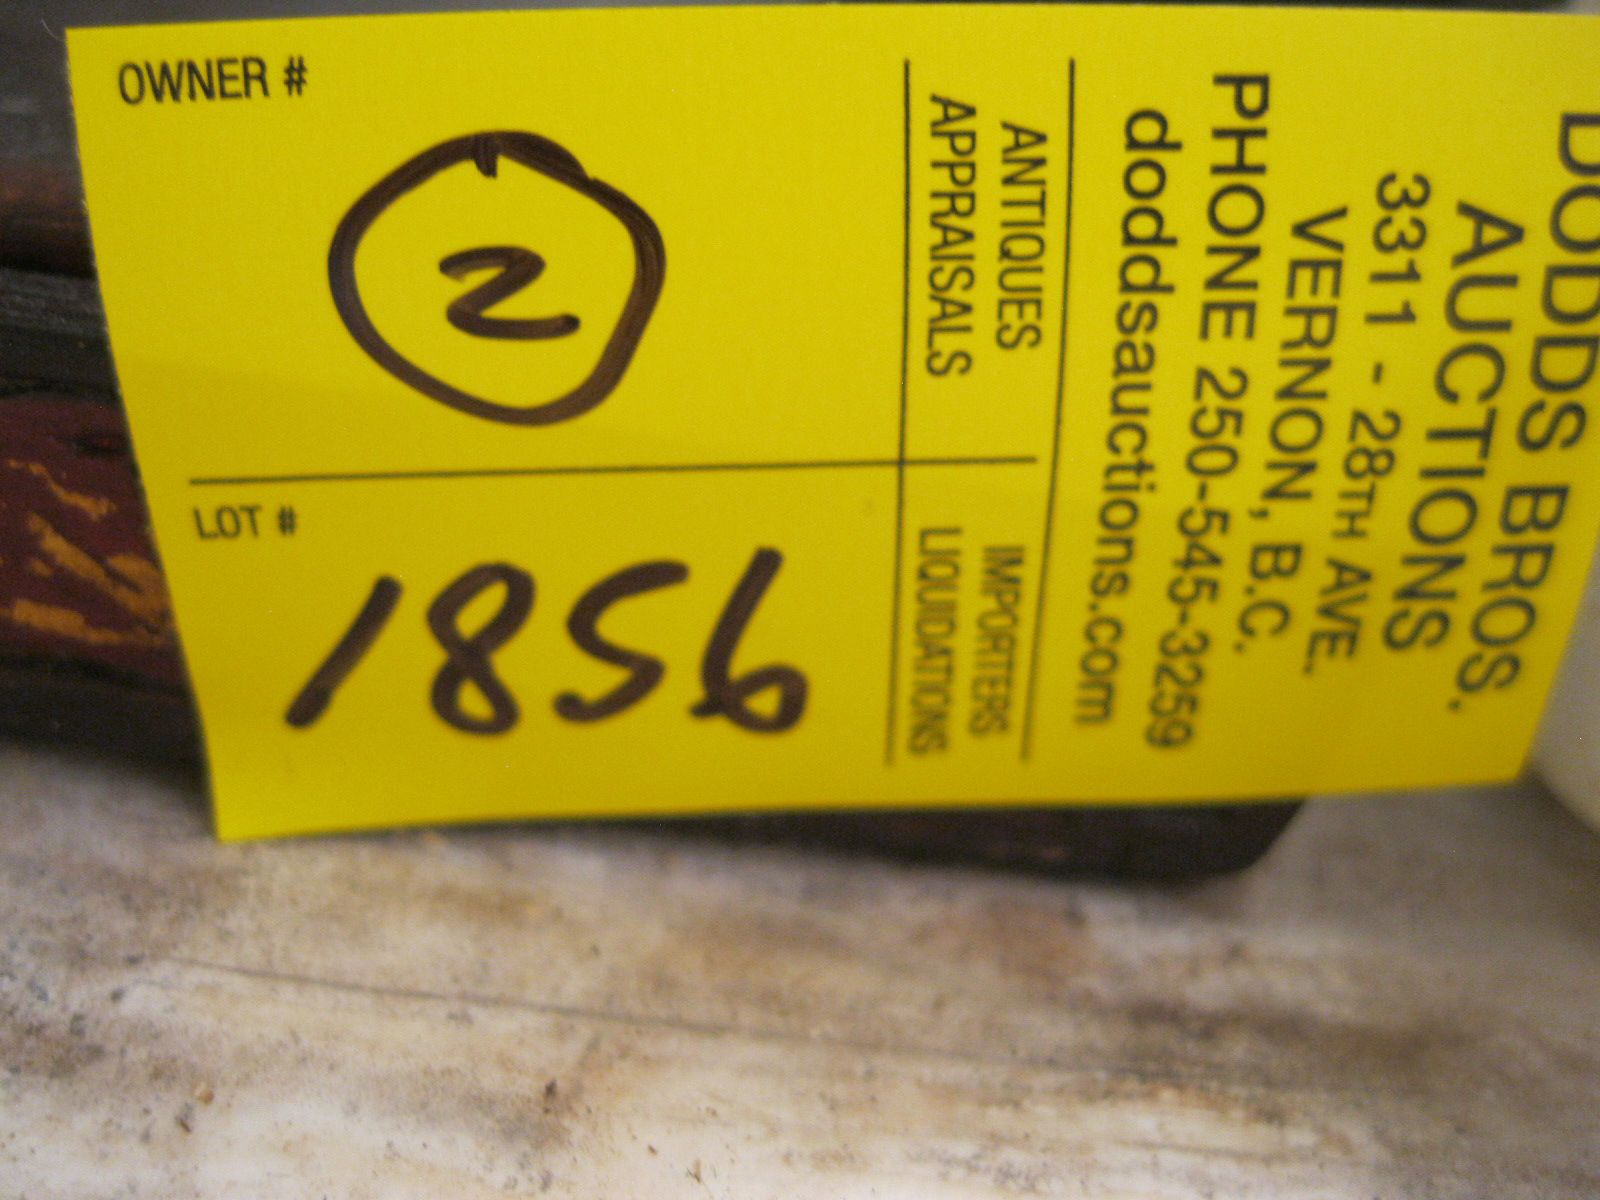 OWNER #
2
LOT #
1856
DODDS BROS.
AUCTIONS
3311 - 28TH AVE.
VERNON, B.C.
PHONE 250-545-3259
doddsauctions.com
ANTIQUES
APPRAISALS
IMPORTERS
LIQUIDATIONS